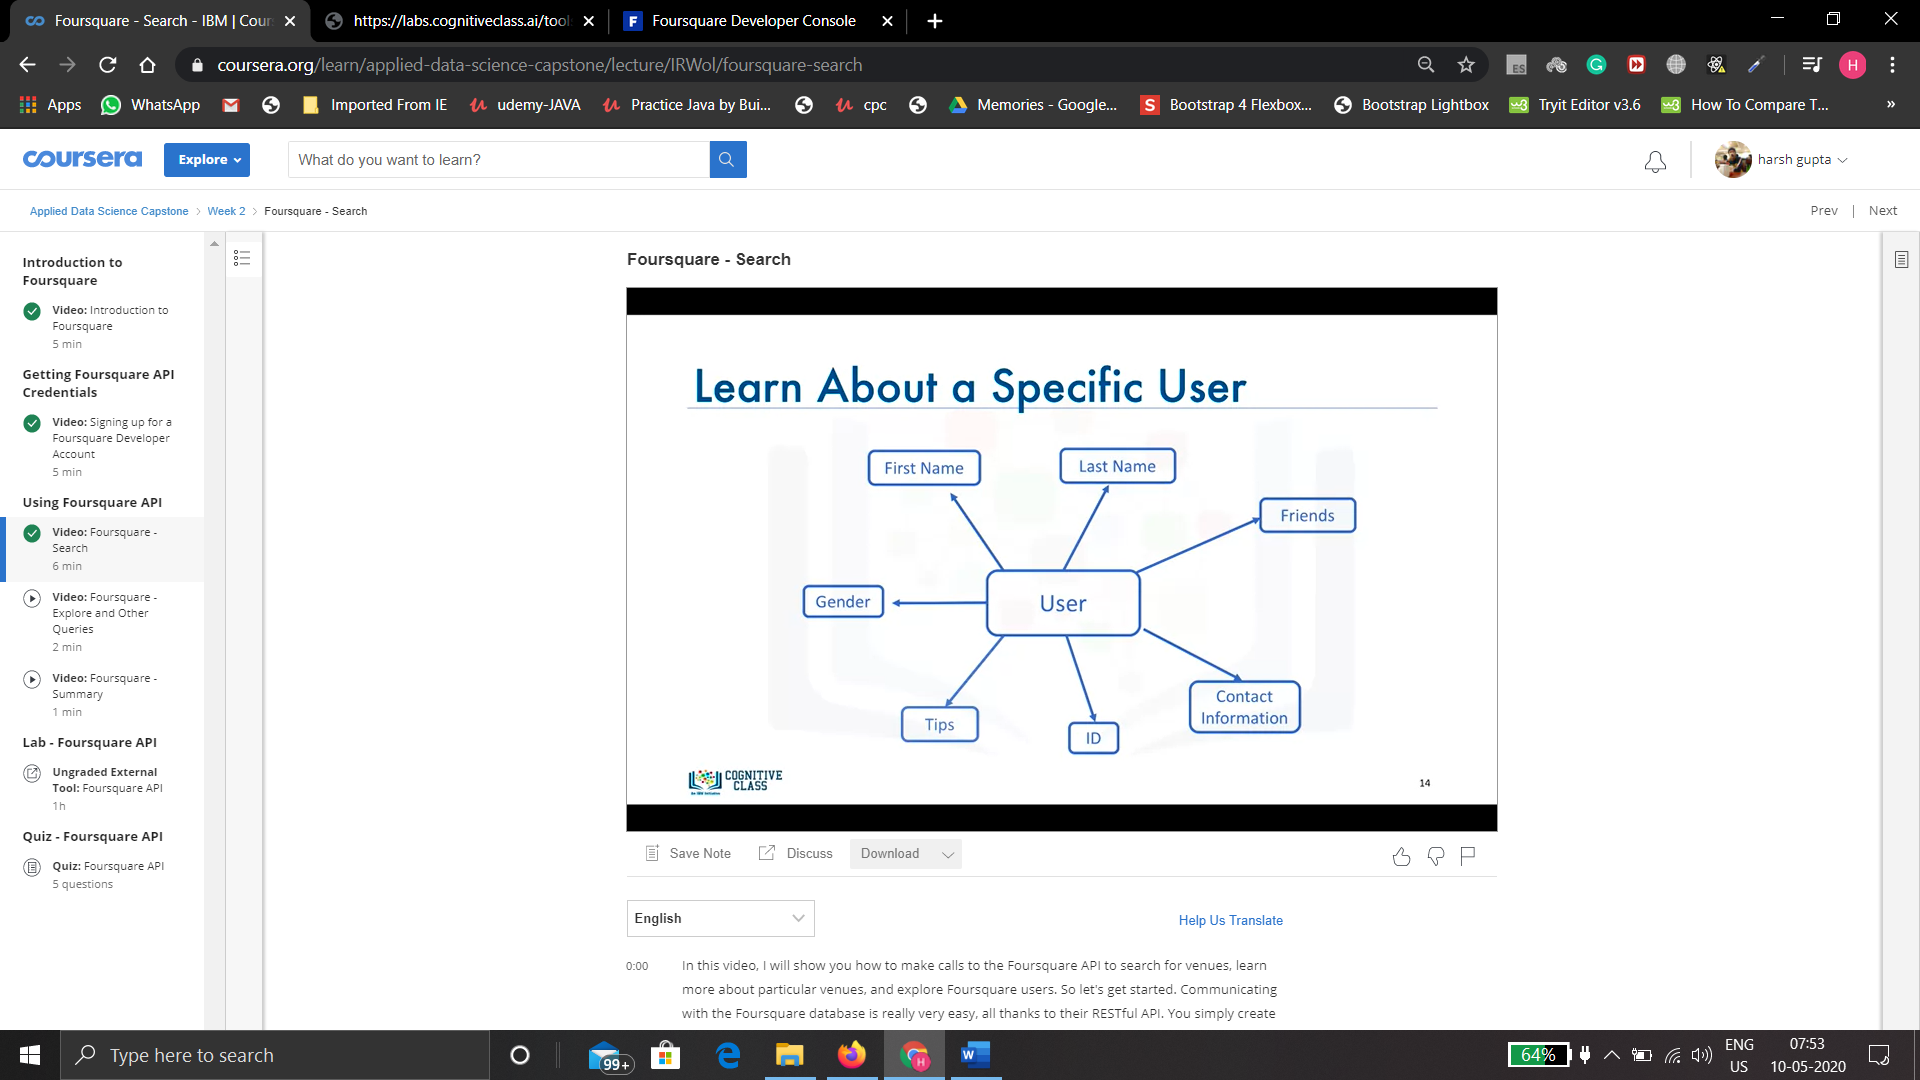 Foursquare - Search - IBM | Cour
https://labs.cognitiveclass.ai/tool
Foursquare Developer Console
coursera.org/learn/applied-data-science-capstone/lecture/IRWol/foursquare-search
Apps
WhatsApp
Imported From IE
udemy-JAVA
Practice Java by Bui...
cpc
Memories - Google...
Bootstrap 4 Flexbox...
Bootstrap Lightbox
Tryit Editor v3.6
How To Compare T...
»
coursera
Explore
What do you want to learn?
harsh gupta
Applied Data Science Capstone > Week 2 > Foursquare - Search
Prev | Next
Introduction to
Foursquare
Video: Introduction to
Foursquare
5 min
Getting Foursquare API
Credentials
Video: Signing up for a
Foursquare Developer
Account
5 min
Using Foursquare API
Video: Foursquare -
Search
6 min
Video: Foursquare -
Explore and Other
Queries
2 min
Video: Foursquare -
Summary
1 min
Lab - Foursquare API
Ungraded External
Tool: Foursquare API
1h
Quiz - Foursquare API
Quiz: Foursquare API
5 questions
Foursquare - Search
Learn About a Specific User
First Name
Last Name
Friends
Gender
User
Contact
Information
Tips
ID
COGNITIVE
CLASS
14
Save Note
Discuss
Download
English
Help Us Translate
0:00
In this video, I will show you how to make calls to the Foursquare API to search for venues, learn
more about particular venues, and explore Foursquare users. So let's get started. Communicating
with the Foursquare database is really very easy, all thanks to their RESTful API. You simply create
Type here to search
99+
64%
ENG
US
07:53
10-05-2020